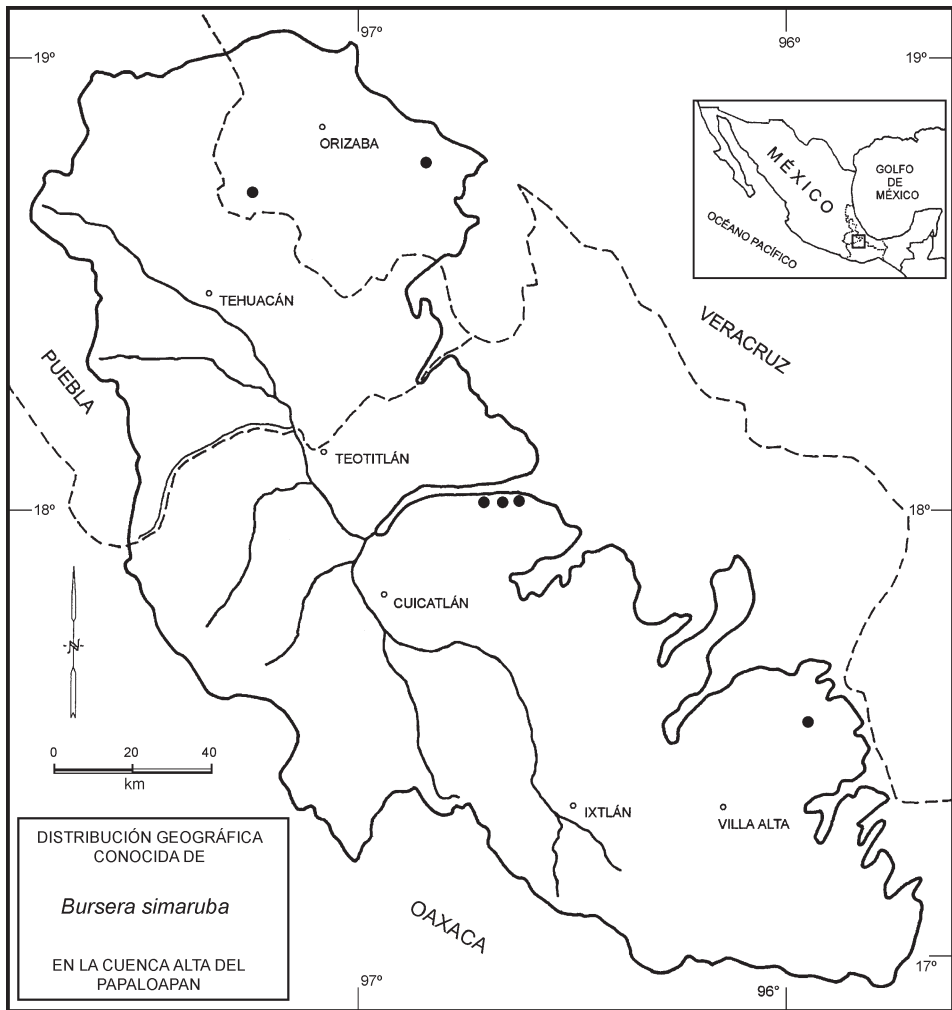 97º
96º
19º
19º
ORIZABA
MÉXICO
GOLFO
DE
MÉXICO
OCÉANO PACÍFICO
TEHUACÁN
VERACRUZ
PUEBLA
TEOTITLÁN
18º
18º
CUICATLÁN
N
0 20 40
km
IXTLÁN
VILLA ALTA
DISTRIBUCIÓN GEOGRÁFICA
CONOCIDA DE
Bursera simaruba
EN LA CUENCA ALTA DEL
PAPALOAPAN
OAXACA
17º
97º
96º